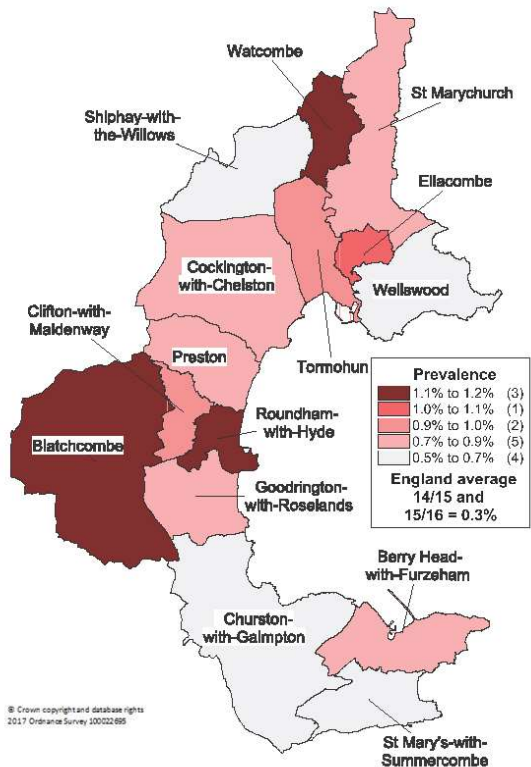 Watcombe
St Marychurch
Shiphay-with-
the-Willows
Ellacombe
Cockington-
with-Chelston
Wellswood
Clifton-with-
Maidenway
Preston
Tormohun
Roundham-
with-Hyde
Blatchcombe
Goodrington-
with-Roselands
Prevalence
1.1% to 1.2% (3)
1.0% to 1.1% (1)
0.9% to 1.0% (2)
0.7% to 0.9% (5)
0.5% to 0.7% (4)
England average
14/15 and
15/16 = 0.3%
Berry Head-
with-Furzeham
Churston-
with-Galmpton
St Mary's-with-
Summercombe
© Crown copyright and database rights
2017 Ordnance Survey 100022695